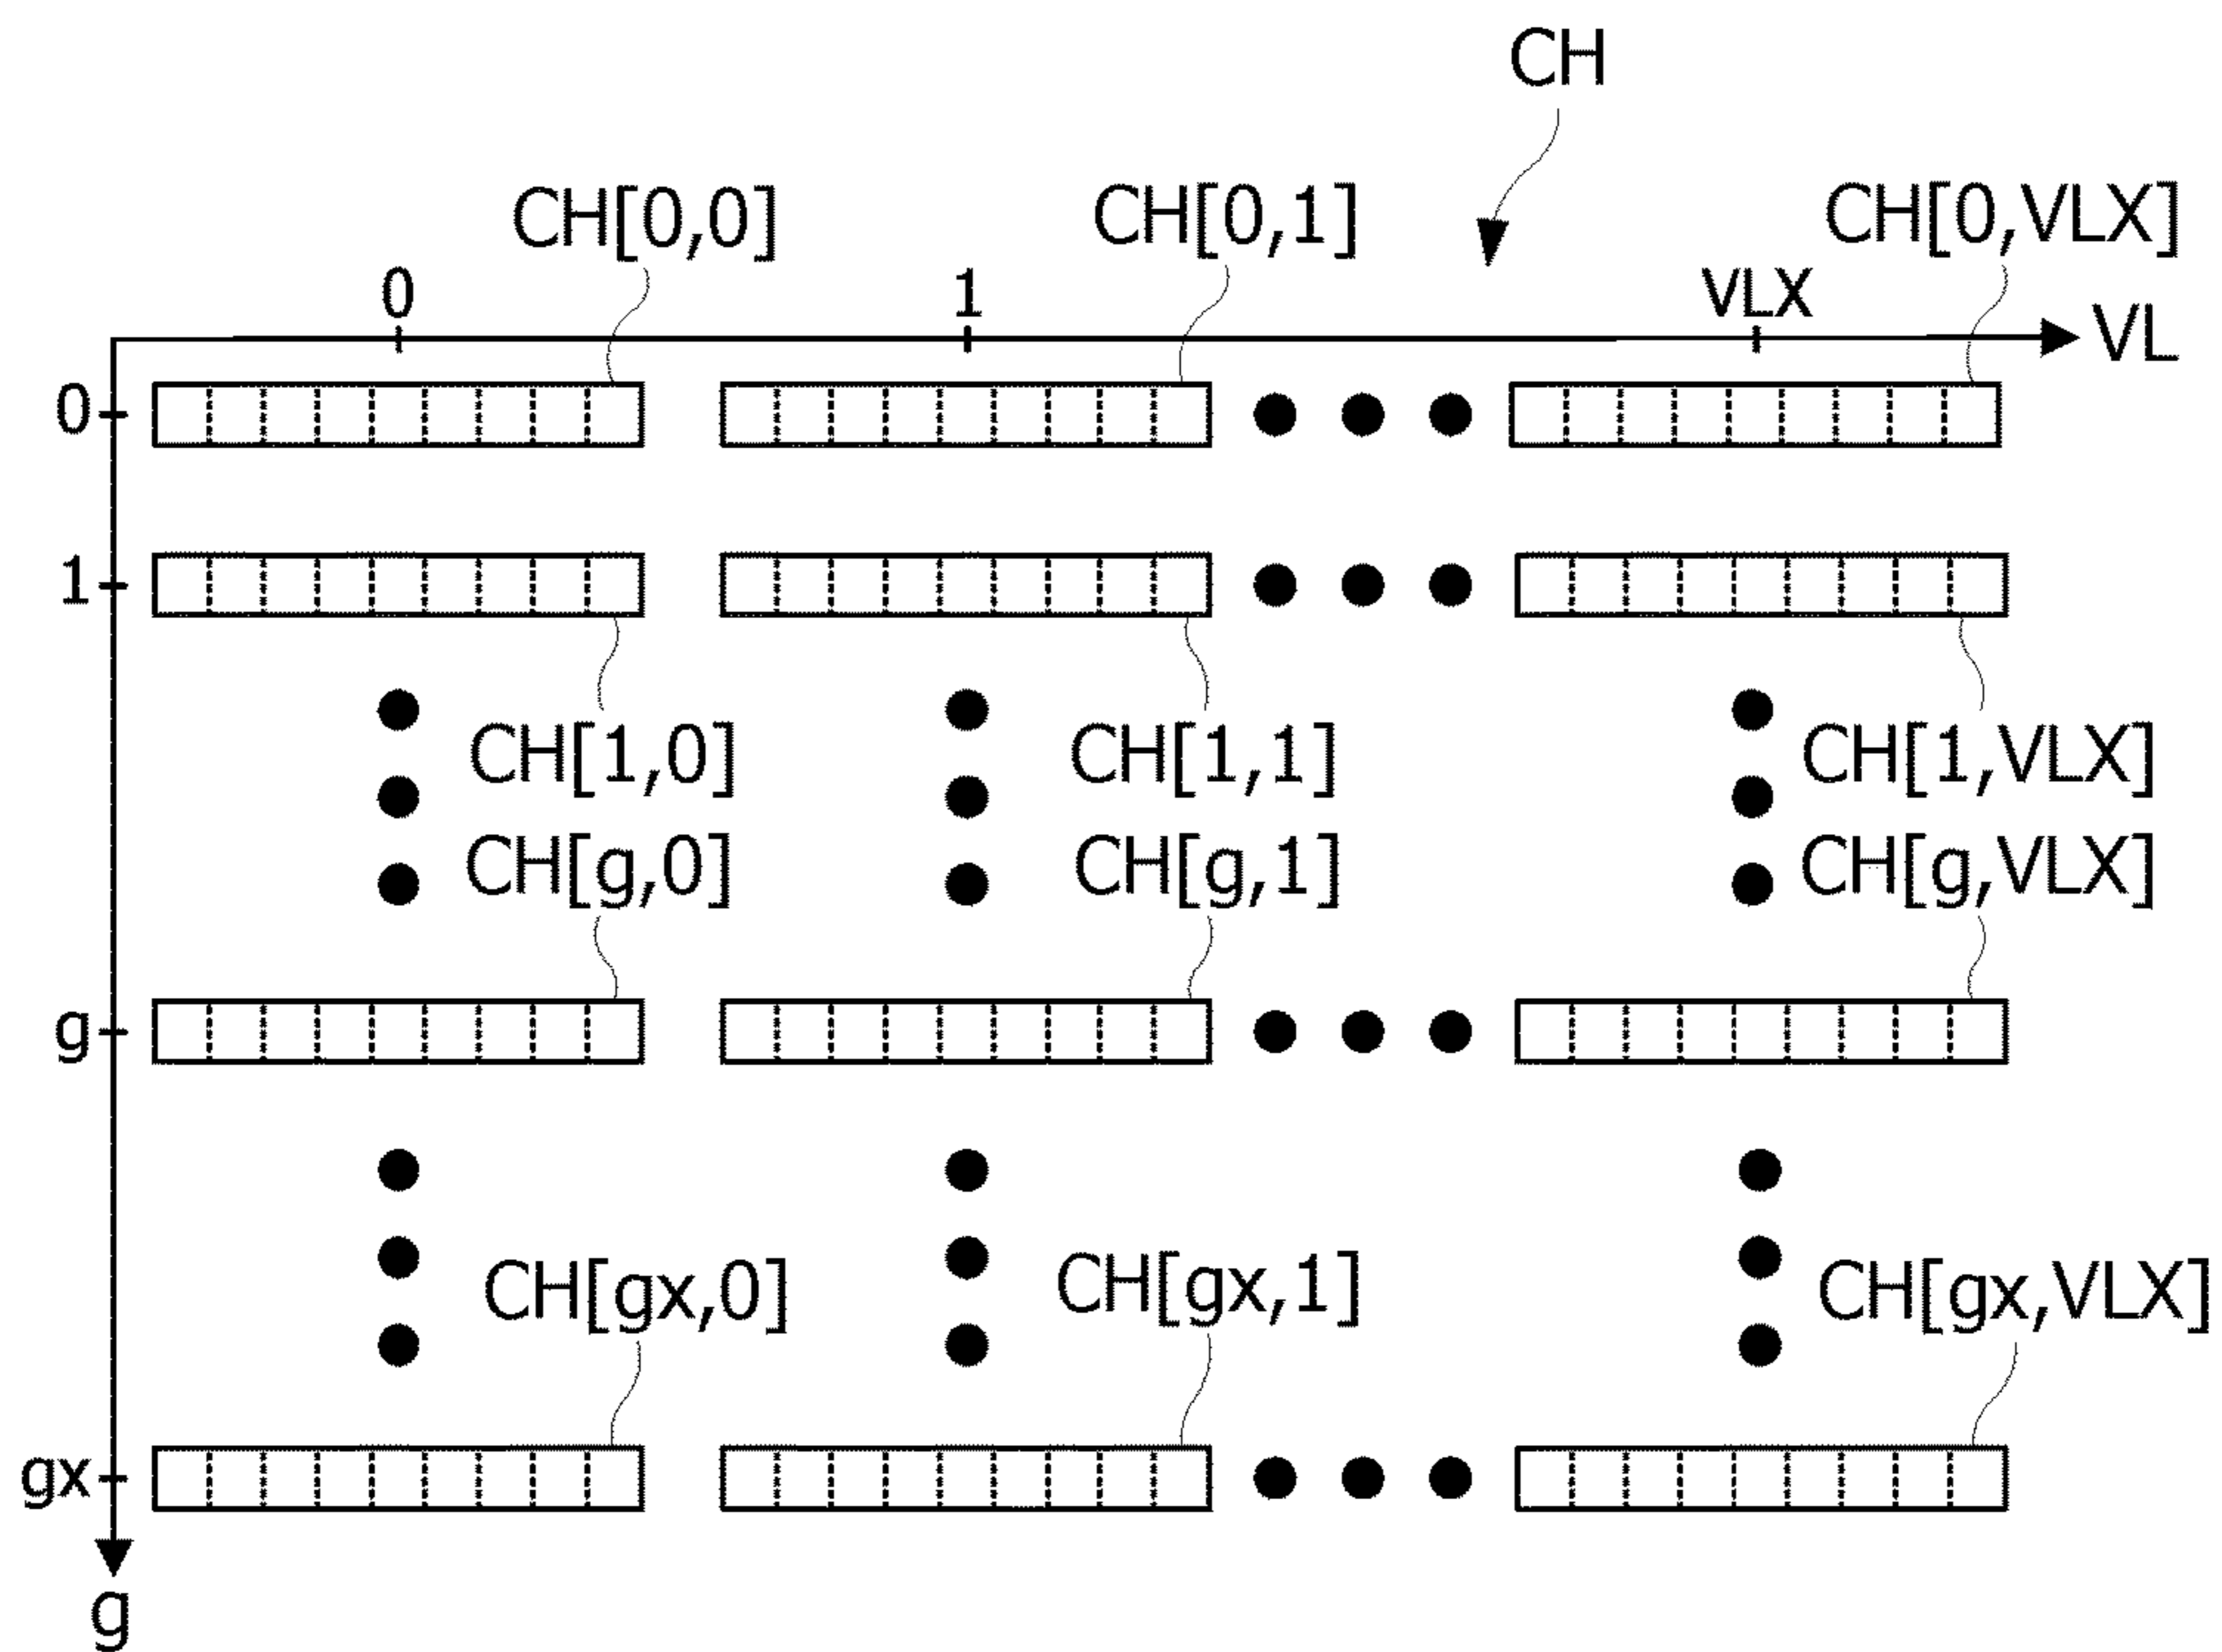 CH
CH[0,0] CH[0,1] CH[0,VLX]
0 1 VLX VL
0
1
CH[1,0] CH[1,1] CH[1,VLX]
CH[g,0] CH[g,1] CH[g,VLX]
g
CH[gx,0] CH[gx,1] CH[gx,VLX]
gx
g